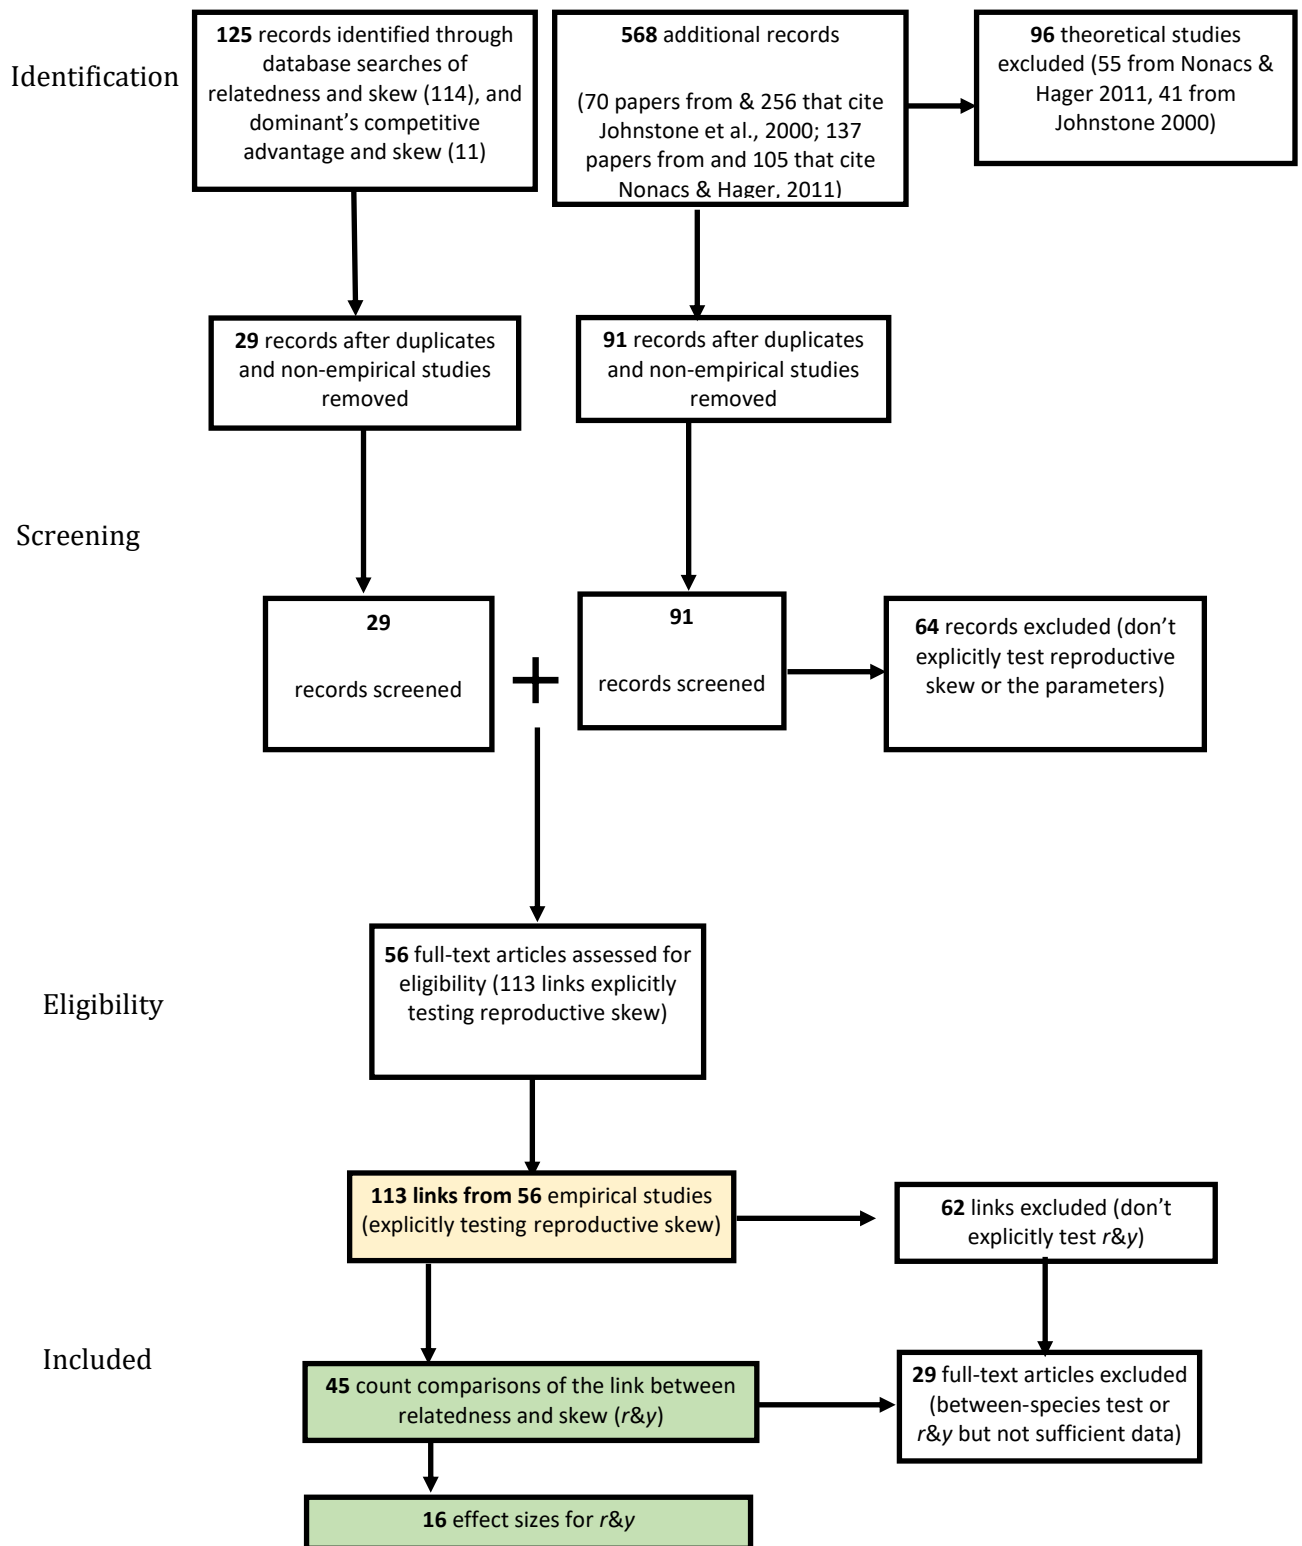 Identification
125 records identified through
database searches of
relatedness and skew (114), and
dominant's competitive
advantage and skew (11)
568 additional records
(70 papers from & 256 that cite
Johnstone et al., 2000; 137
papers from and 105 that cite
Nonacs & Hager, 2011)
96 theoretical studies
excluded (55 from Nonacs &
Hager 2011, 41 from
Johnstone 2000)
29 records after duplicates
and non-empirical studies
removed
91 records after duplicates
and non-empirical studies
removed
Screening
29
records screened
+
91
records screened
64 records excluded (don't
explicitly test reproductive
skew or the parameters)
Eligibility
56 full-text articles assessed for
eligibility (113 links explicitly
testing reproductive skew)
113 links from 56 empirical studies
(explicitly testing reproductive skew)
62 links excluded (don't
explicitly test r&y)
Included
45 count comparisons of the link between
relatedness and skew (r&y)
29 full-text articles excluded
(between-species test or
r&y but not sufficient data)
16 effect sizes for r&y